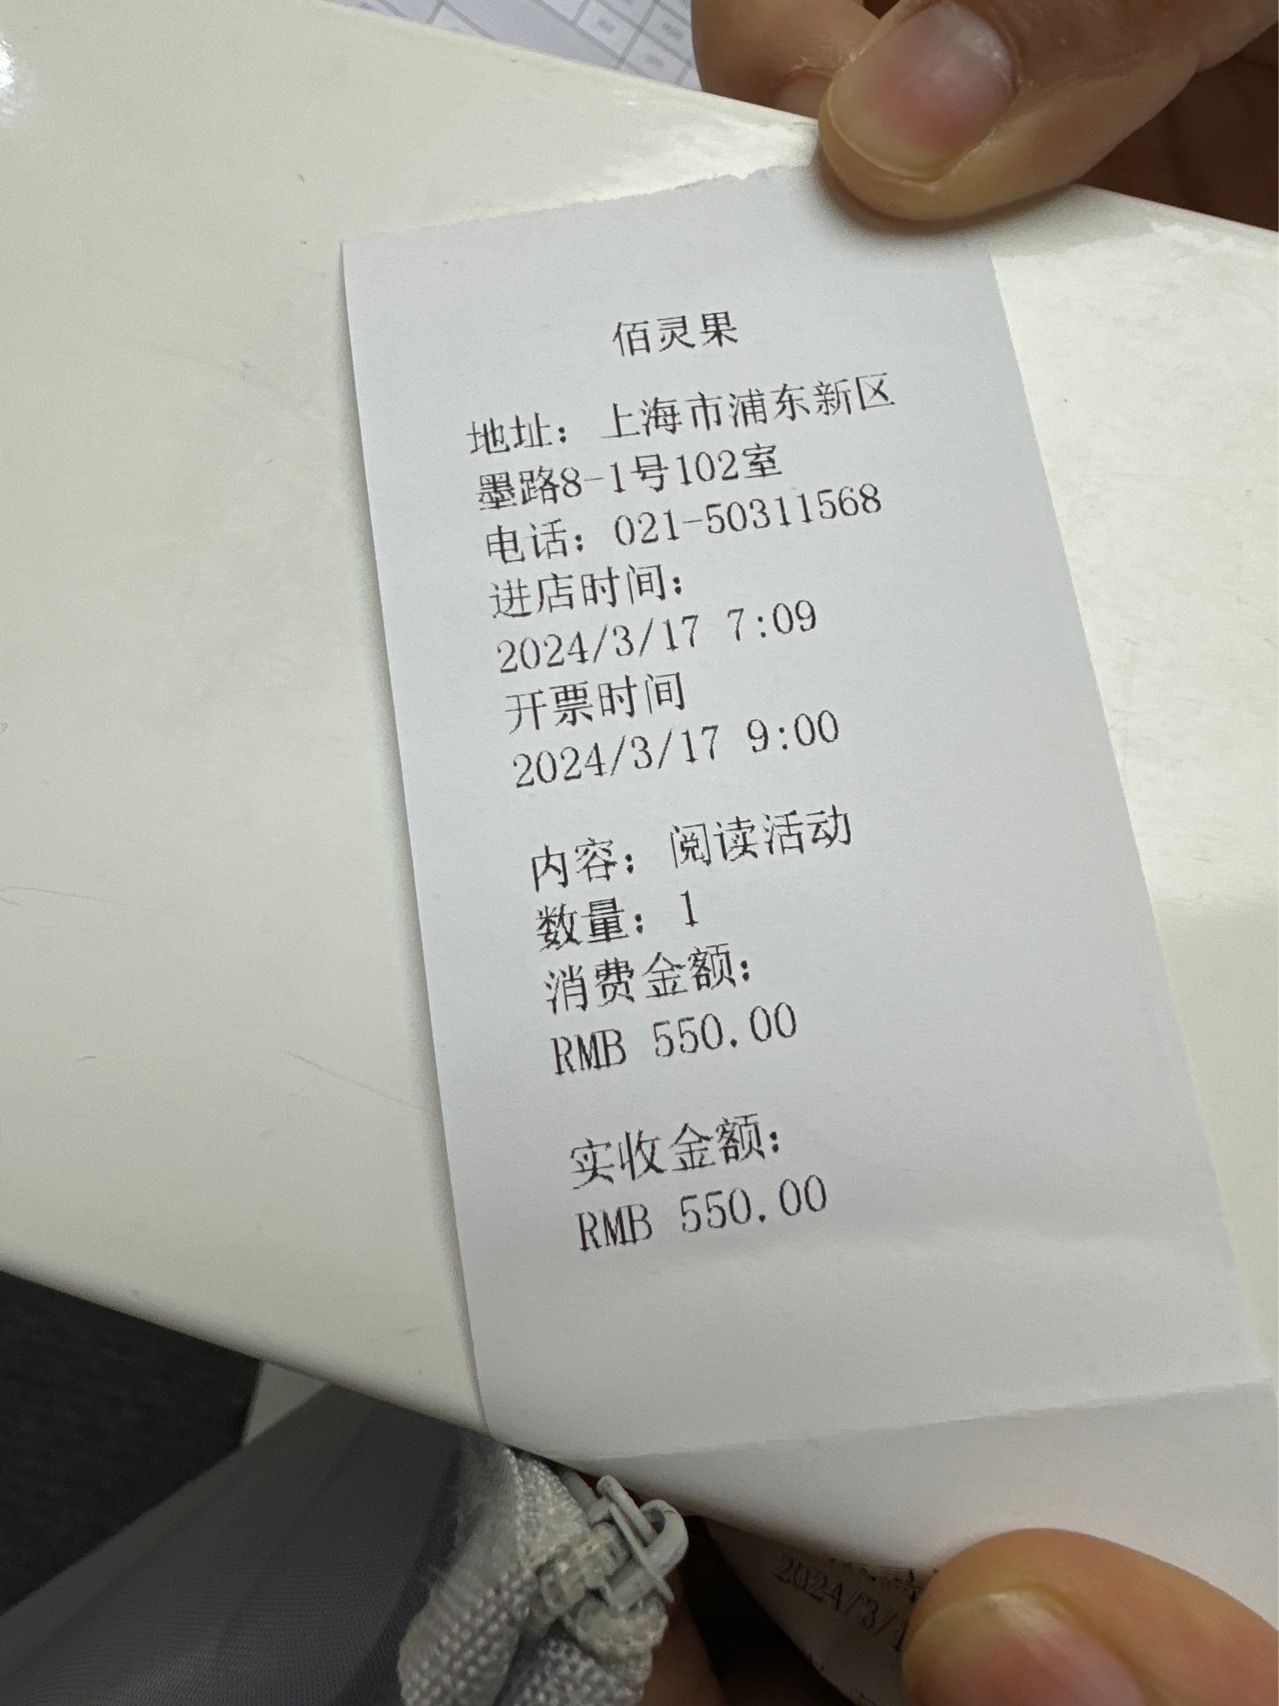 佰灵果
地址：上海市浦东新区
墨路8-1号102室
电话：021-50311568
进店时间：
2024/3/17 7:09
开票时间
2024/3/17 9:00
内容：阅读活动
数量：1
消费金额：
RMB 550.00
实收金额：
RMB 550.00
2024/3/1